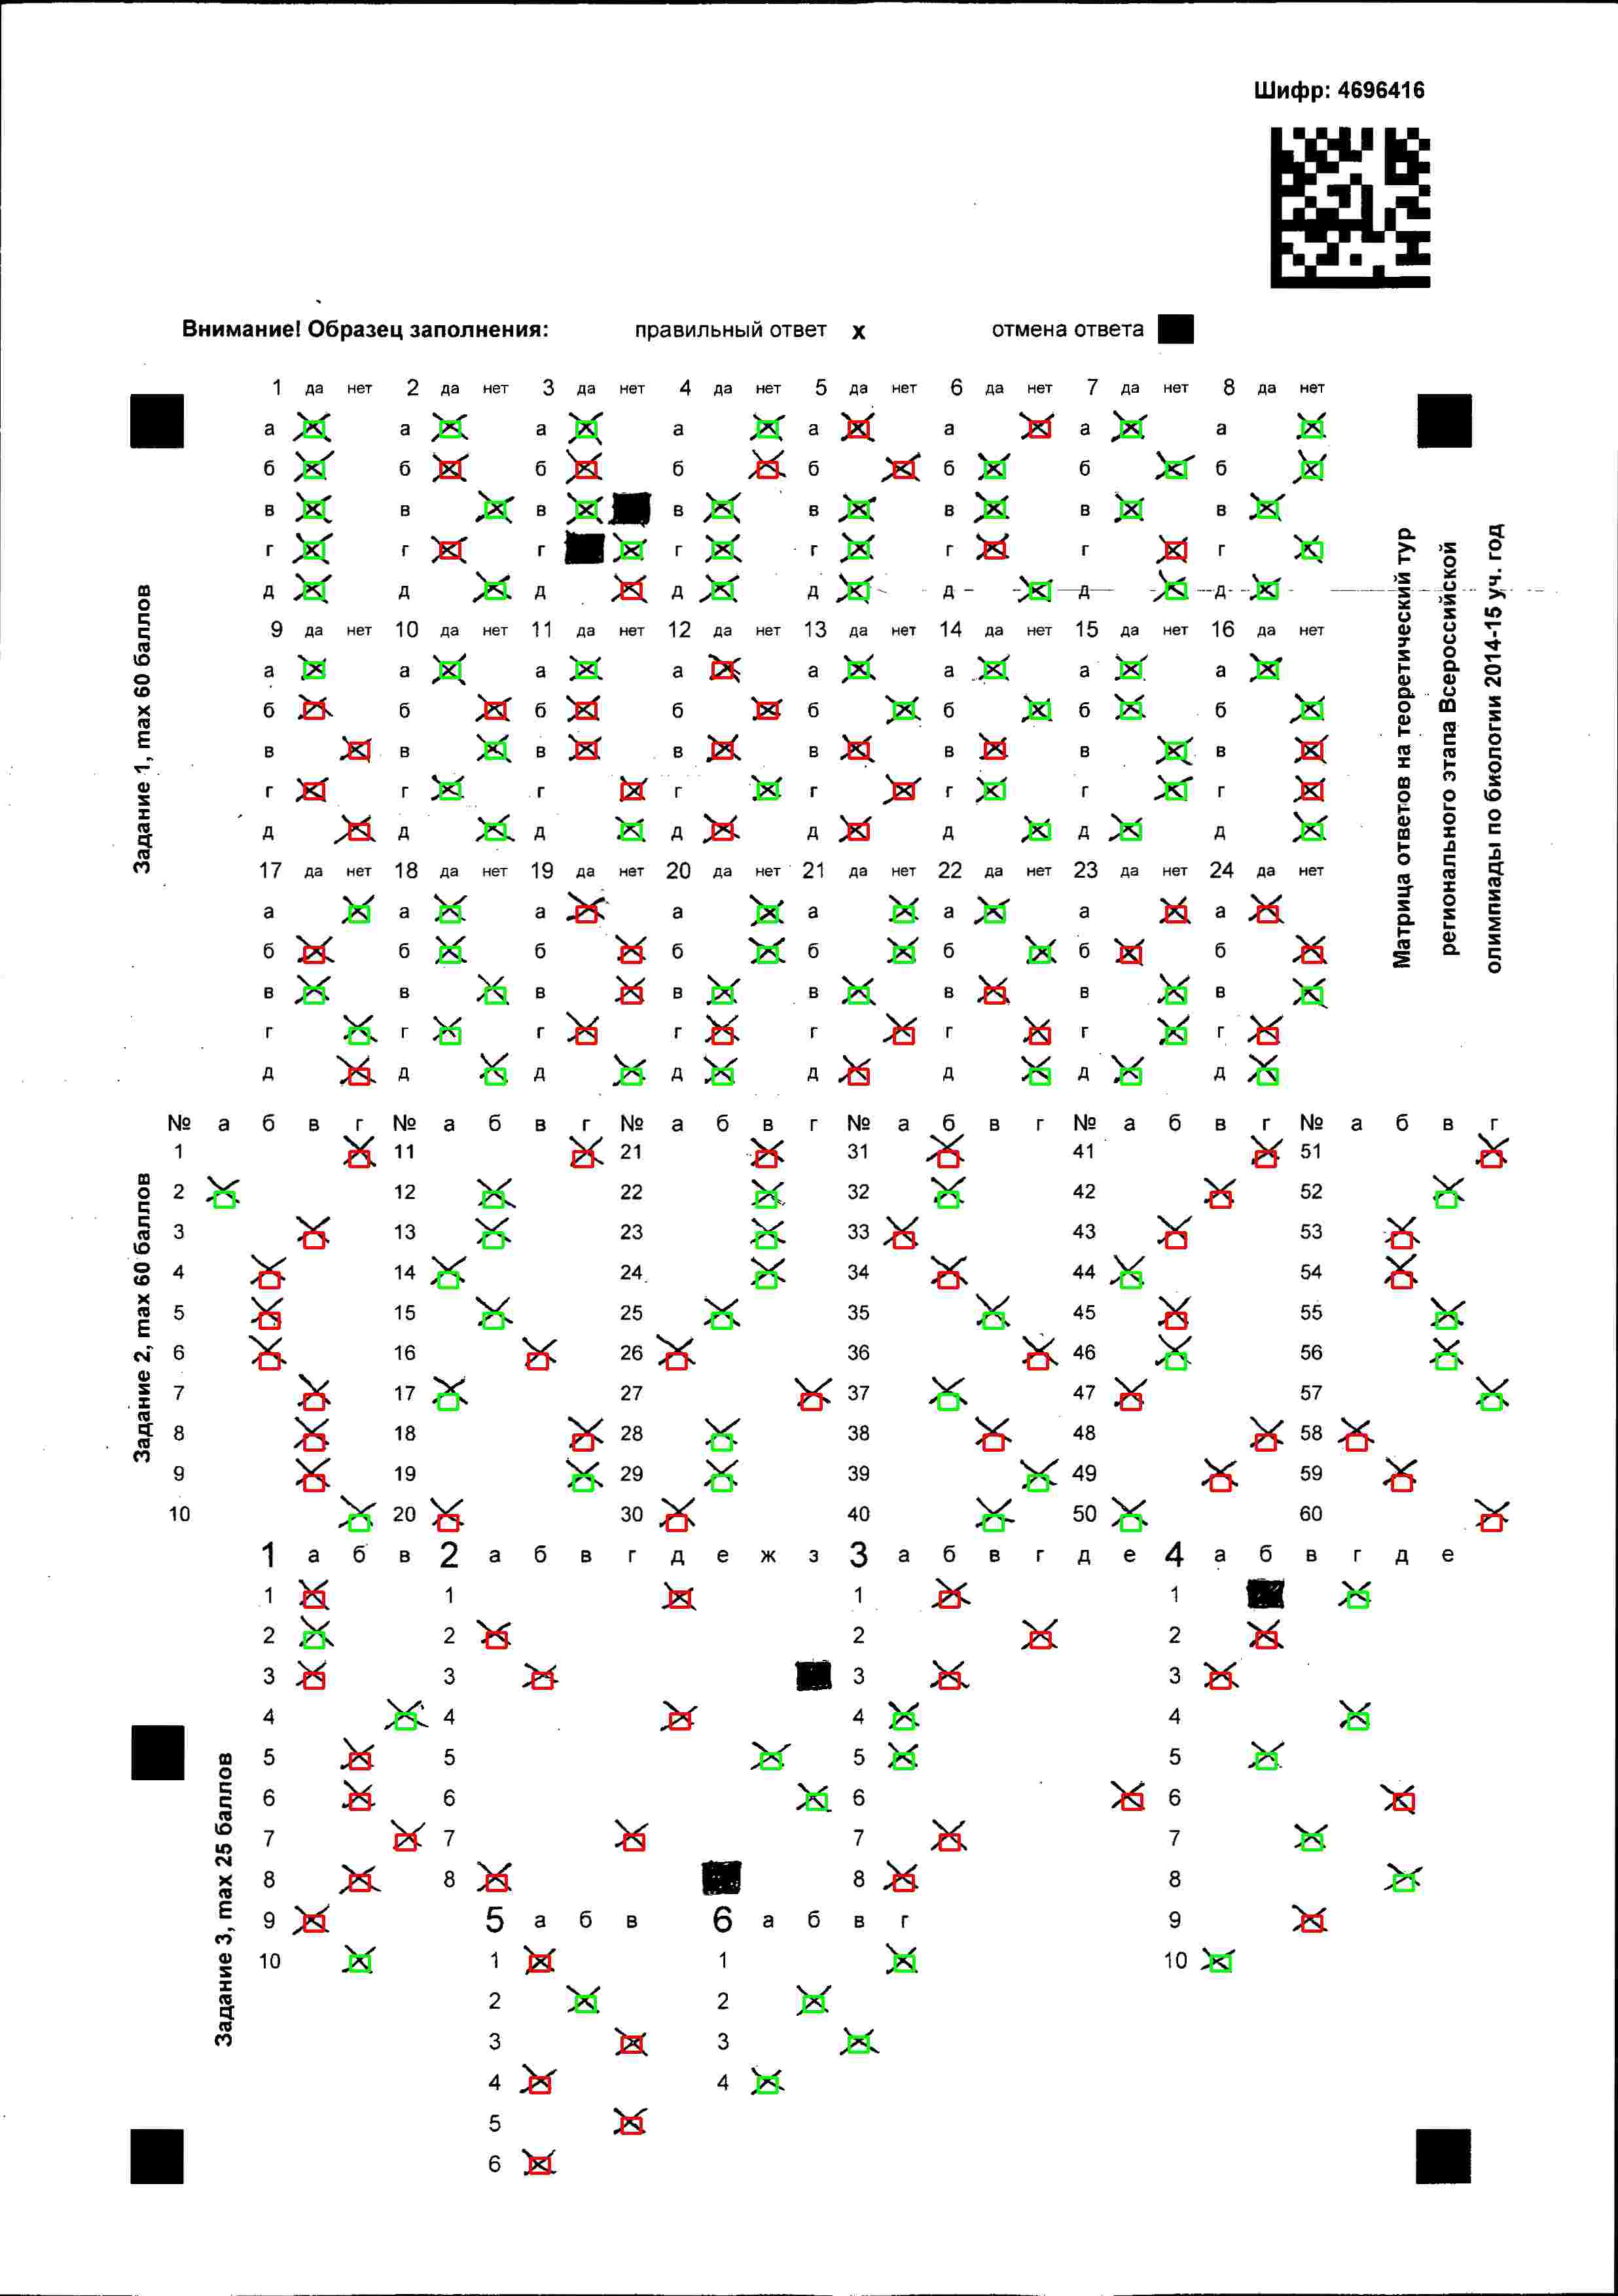 Шифр: 4696416
Внимание! Образец заполнения: правильный ответ x отмена ответа
Матрица ответов на теоретический тур
регионального этапа Всероссийской
олимпиады по биологии 2014-15 уч. год
Задание 1, max 60 баллов
1 да нет 2 да нет 3 да нет 4 да нет 5 да нет 6 да нет 7 да нет 8 да нет
а а а а а а а а
б б б б б б б б
в в в в в в в в
г г г г г г г г
д д д д д д д д
9 да нет 10 да нет 11 да нет 12 да нет 13 да нет 14 да нет 15 да нет 16 да нет
а а а а а а а а
б б б б б б б б
в в в в в в в в
г г г г г г г г
д д д д д д д д
17 да нет 18 да нет 19 да нет 20 да нет 21 да нет 22 да нет 23 да нет 24 да нет
а а а а а а а а
б б б б б б б б
в в в в в в в в
г г г г г г г г
д д д д д д д д
Задание 2, max 60 баллов
№ а б в г № а б в г № а б в г № а б в г № а б в г № а б в г
1 11 21 31 41 51
2 12 22 32 42 52
3 13 23 33 43 53
4 14 24 34 44 54
5 15 25 35 45 55
6 16 26 36 46 56
7 17 27 37 47 57
8 18 28 38 48 58
9 19 29 39 49 59
10 20 30 40 50 60
Задание 3, max 25 баллов
1 а б в 2 а б в г д е ж з 3 а б в г д е 4 а б в г д е
1 1 1 1
2 2 2 2
3 3 3 3
4 4 4 4
5 5 5 5
6 6 6 6
7 7 7 7
8 8 8 8
9 5 а б в 6 а б в г 9
10 1 1 10
2 2
3 3
4 4
5
6